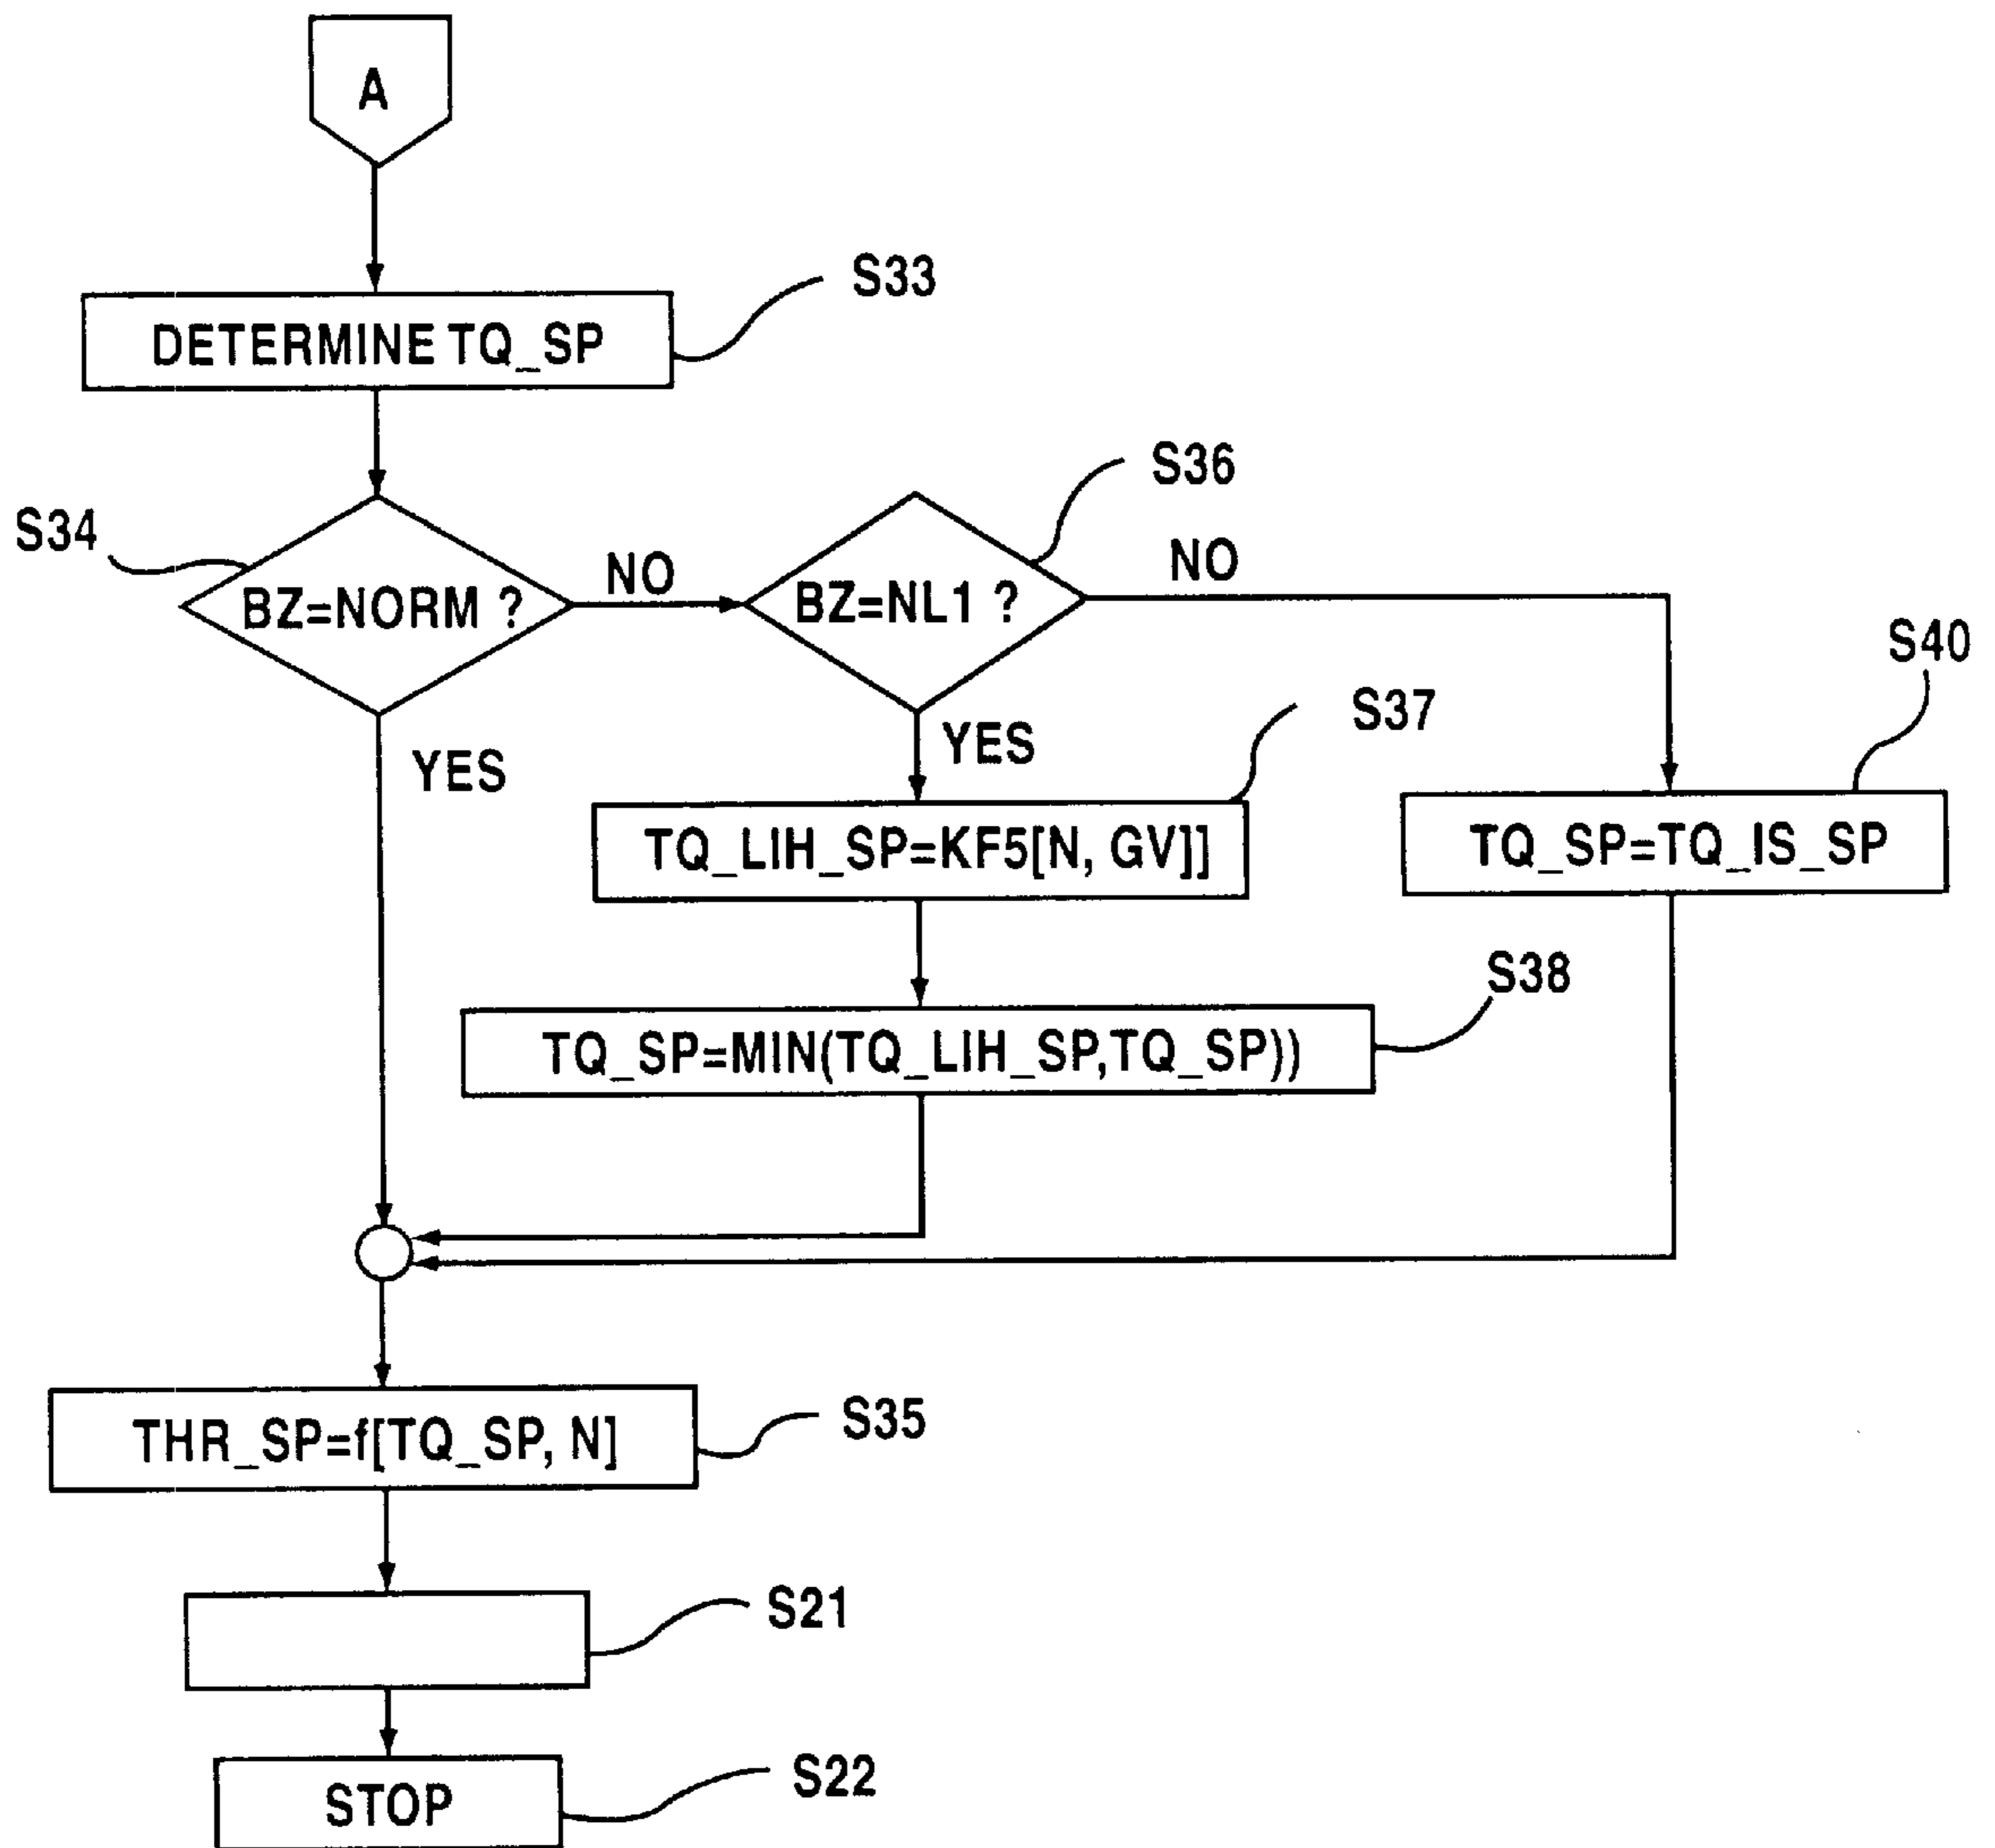 A
S33
DETERMINE TQ_SP
S36
S34
NO
NO
BZ=NORM ?
BZ=NL1 ?
S40
S37
YES
YES
TQ_LIH_SP=KF5[N, GV]]
TQ_SP=TQ_IS_SP
S38
TQ_SP=MIN(TQ_LIH_SP,TQ_SP))
THR_SP=f[TQ_SP, N]
S35
S21
STOP
S22